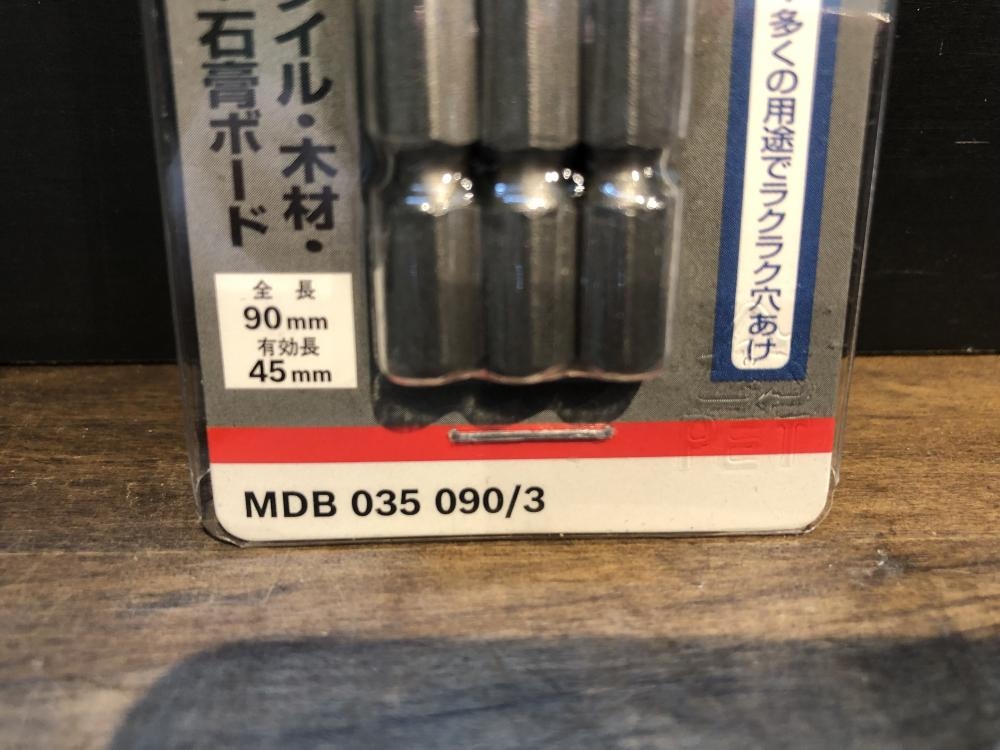 イル・木材・
石膏ボード
全 長
90mm
有効長
45mm
多くの用途でラクラク穴あけ
PET
MDB 035 090/3